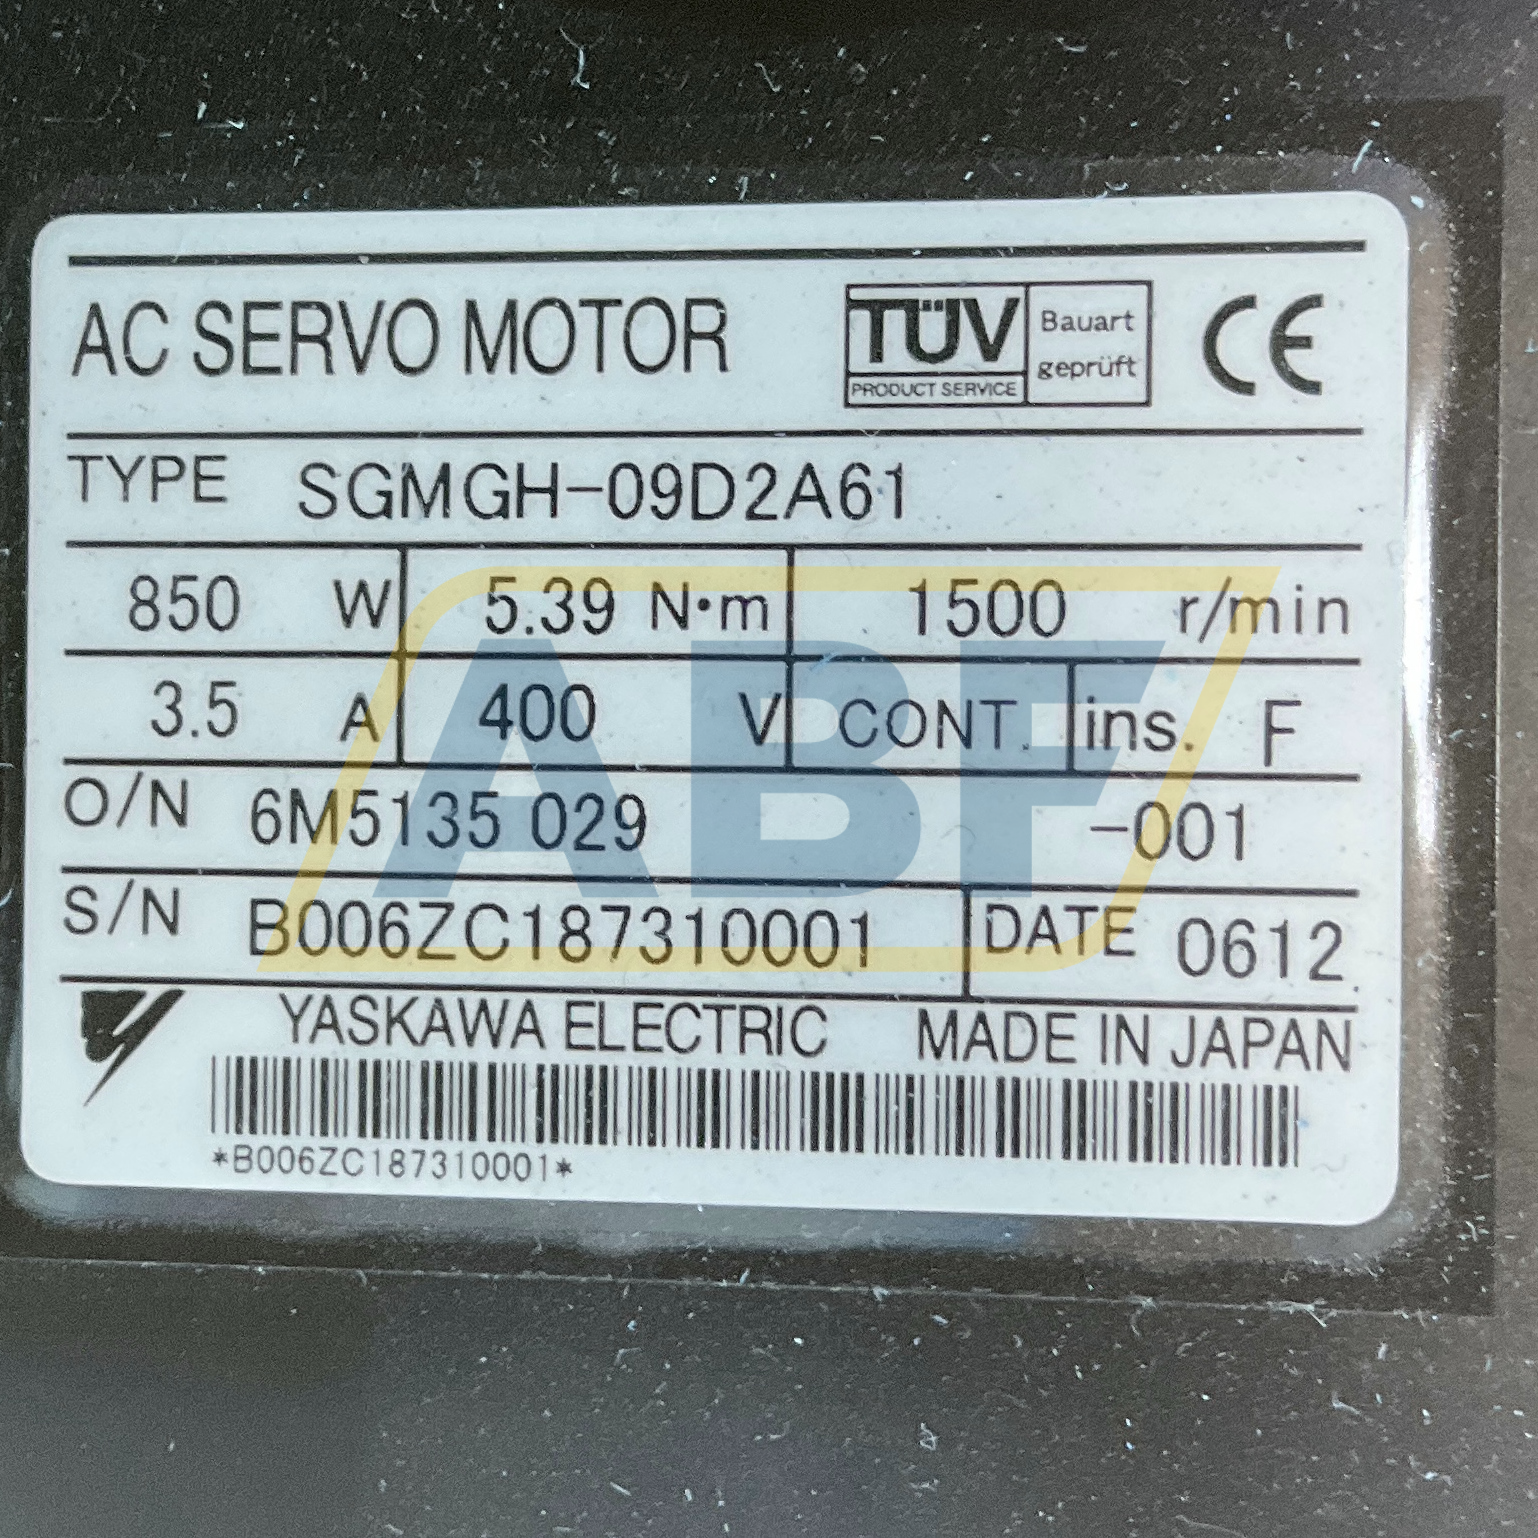 AC SERVO MOTOR
TÜV
PRODUCT SERVICE
Bauart
geprüft
CE
TYPE SGMGH-09D2A61
850 W 5.39 N•m 1500 r/min
3.5 A 400 V CONT. ins. F
O/N 6M5135 029 -001
S/N B006ZC187310001 DATE 0612
YASKAWA ELECTRIC MADE IN JAPAN
*B006ZC187310001*
ABF